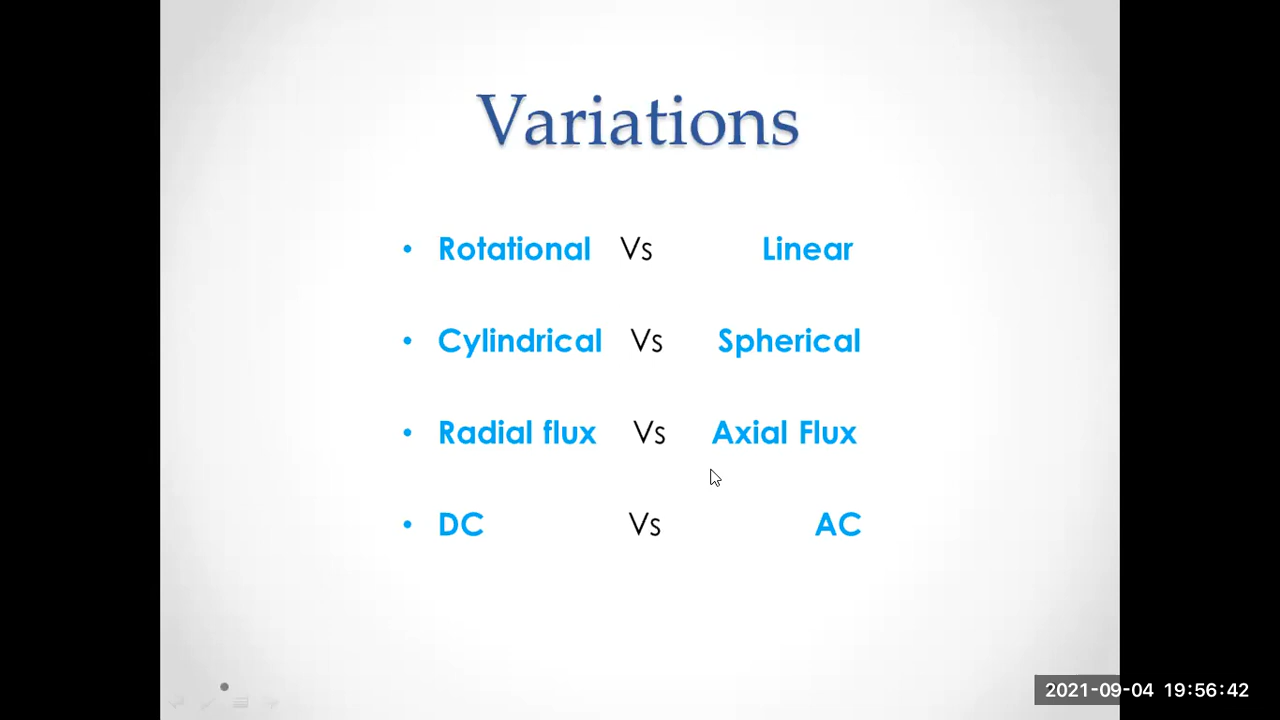 Variations
• Rotational Vs Linear
• Cylindrical Vs Spherical
• Radial flux Vs Axial Flux
• DC Vs AC
2021-09-04 19:56:42